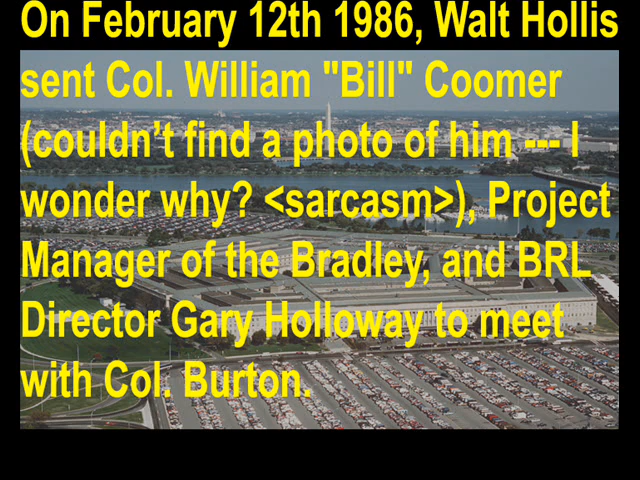 On February 12th 1986, Walt Hollis
sent Col. William "Bill" Coomer
(couldn’t find a photo of him --- I
wonder why? <sarcasm>), Project
Manager of the Bradley, and BRL
Director Gary Holloway to meet
with Col. Burton.